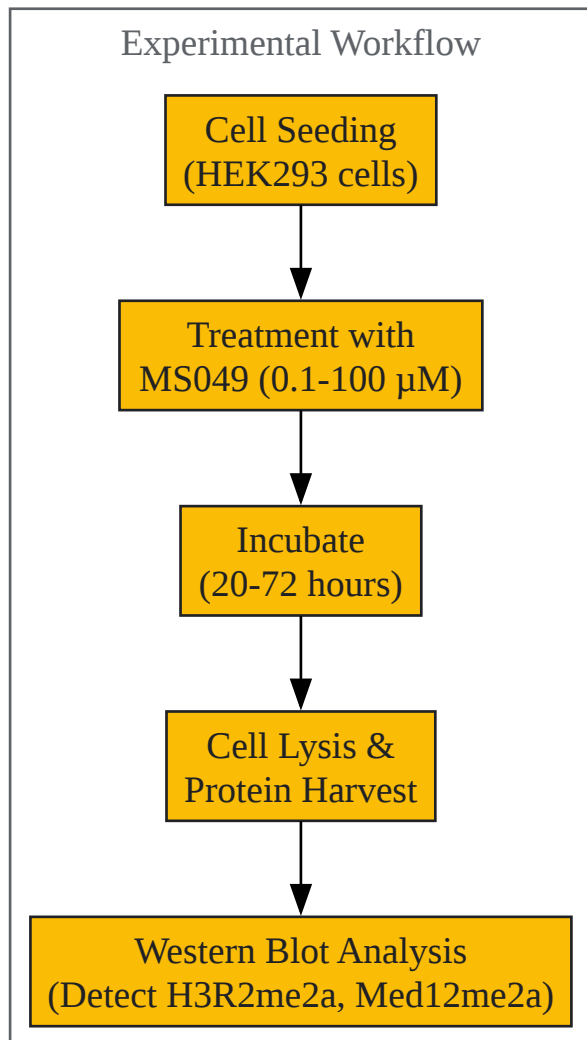 Experimental Workflow
Cell Seeding
(HEK293 cells)
Treatment with
MS049 (0.1-100 µM)
Incubate
(20-72 hours)
Cell Lysis &
Protein Harvest
Western Blot Analysis
(Detect H3R2me2a, Med12me2a)